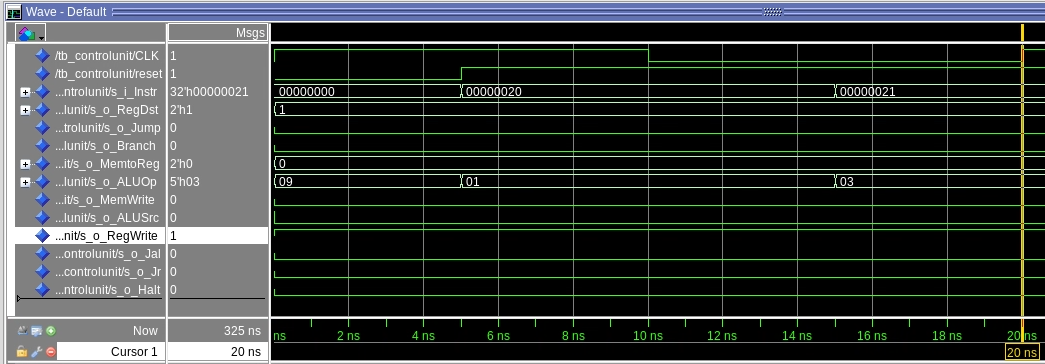 Wave - Default
Msgs
/tb_controlunit/CLK 1
/tb_controlunit/reset 1
...ntrolunit/s_i_Instr 32'h00000021 00000000 00000020 00000021
...lunit/s_o_RegDst 2'h1 1
...trolunit/s_o_Jump 0
...lunit/s_o_Branch 0
...it/s_o_MemtoReg 2'h0 0
...lunit/s_o_ALUOp 5'h03 09 01 03
...it/s_o_MemWrite 0
...lunit/s_o_ALUSrc 0
...nit/s_o_RegWrite 1
...ontrolunit/s_o_Jal 0
...controlunit/s_o_Jr 0
...ntrolunit/s_o_Halt 0
Now 325 ns ns 2 ns 4 ns 6 ns 8 ns 10 ns 12 ns 14 ns 16 ns 18 ns 20 ns
Cursor 1 20 ns 20 ns